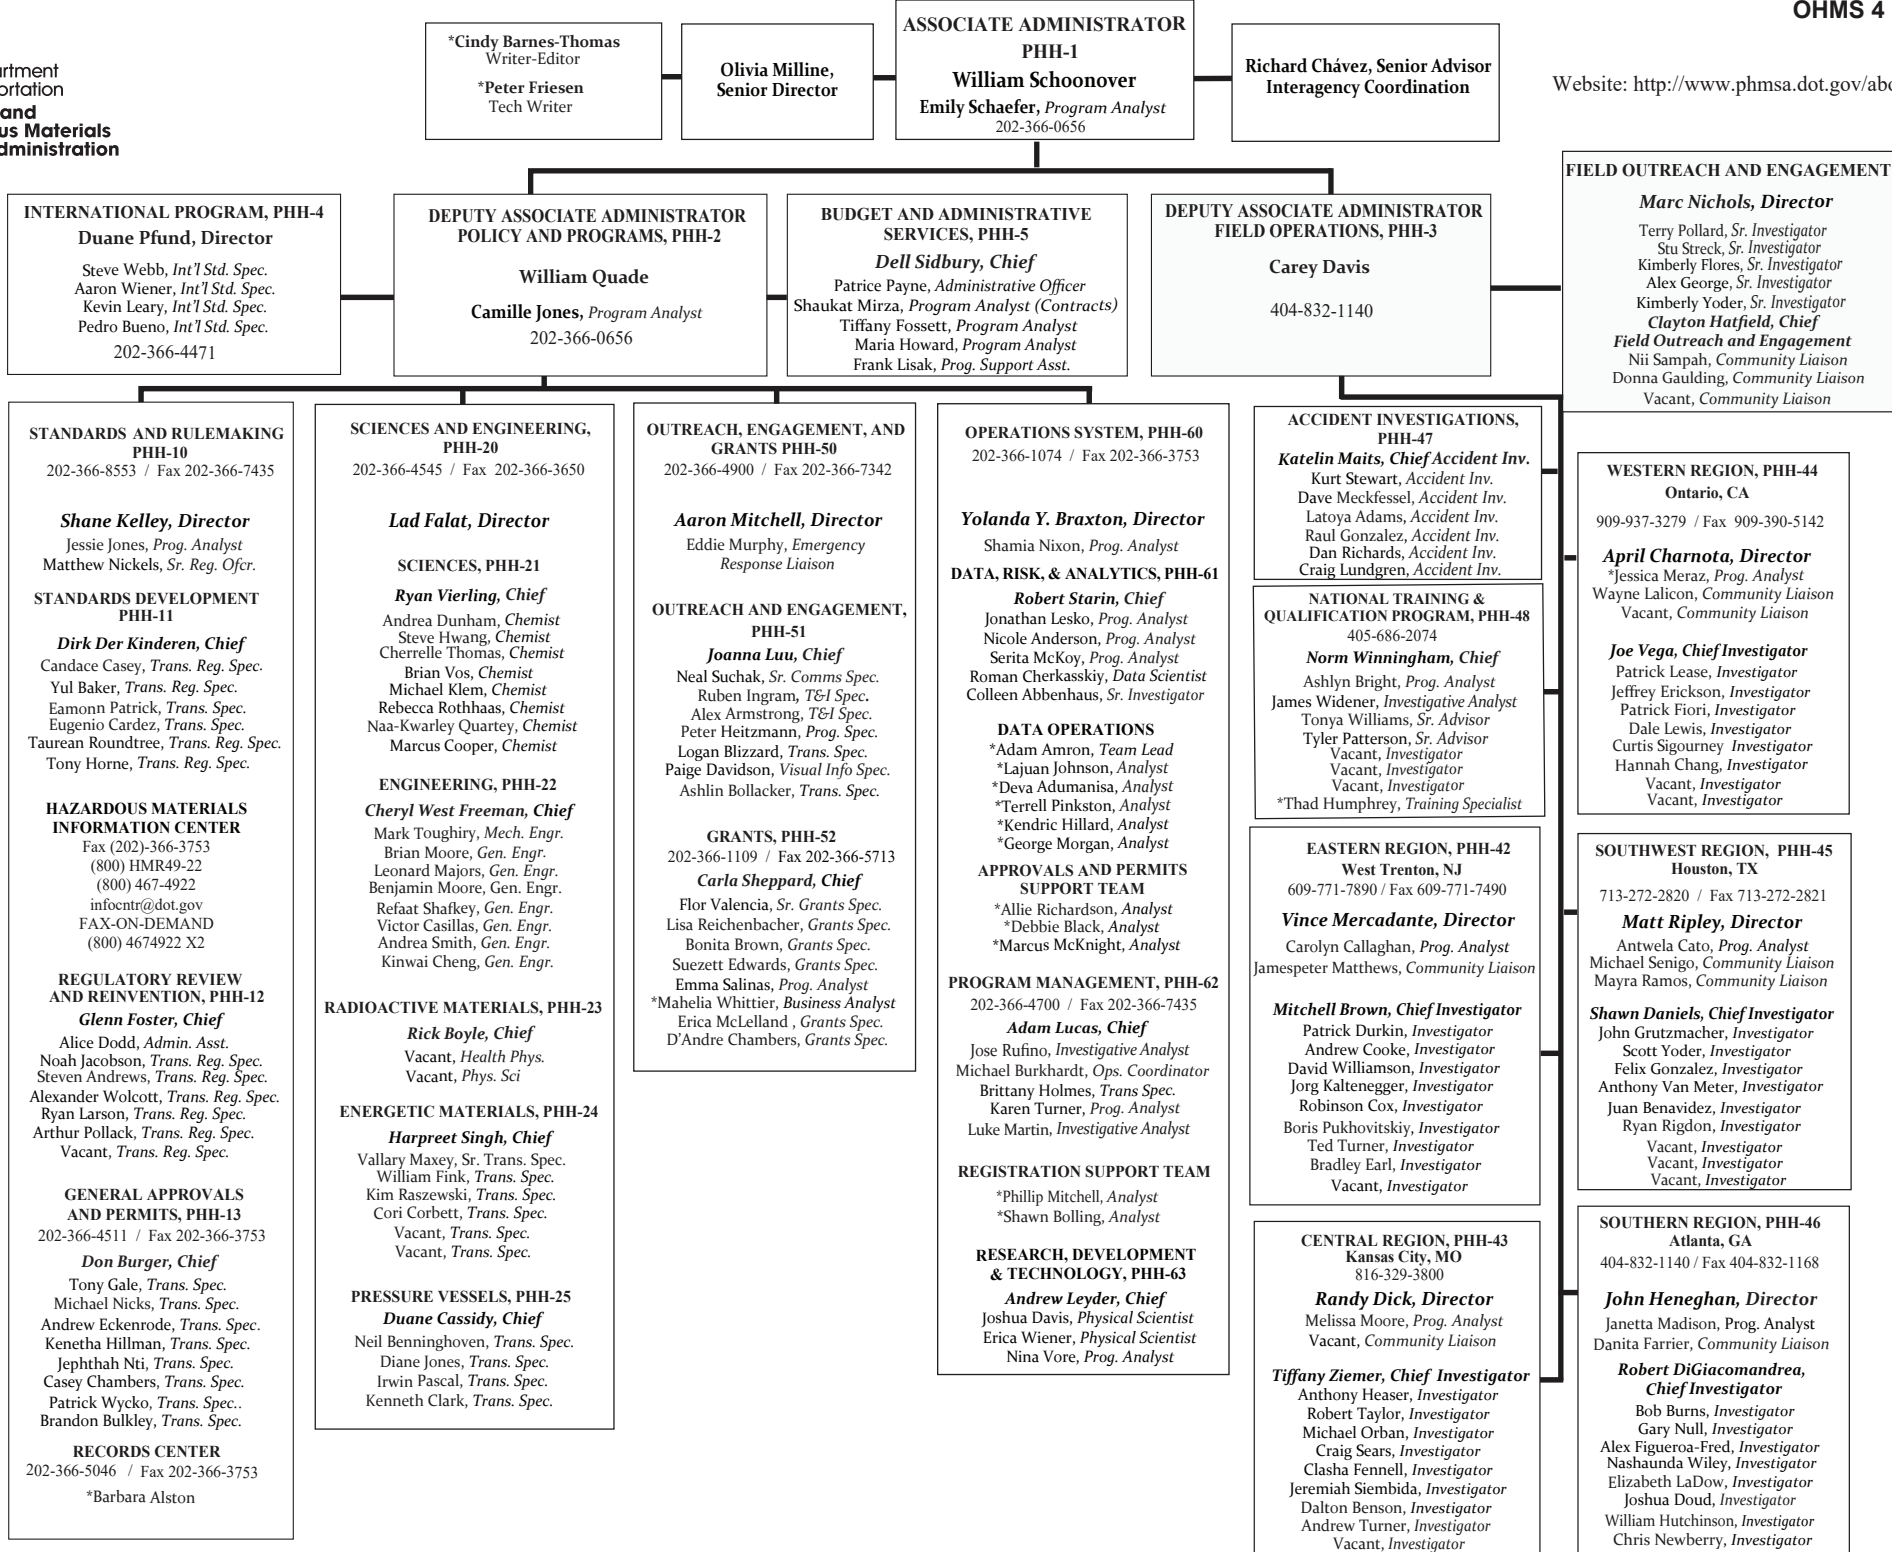 OHMS 4
Website: http://www.phmsa.dot.gov/abo
artment
ortation
and
us Materials
dministration
*Cindy Barnes-Thomas
Writer-Editor
*Peter Friesen
Tech Writer
Olivia Milline,
Senior Director
ASSOCIATE ADMINISTRATOR
PHH-1
William Schoonover
Emily Schaefer, Program Analyst
202-366-0656
Richard Chávez, Senior Advisor
Interagency Coordination
INTERNATIONAL PROGRAM, PHH-4
Duane Pfund, Director
Steve Webb, Int'l Std. Spec.
Aaron Wiener, Int'l Std. Spec.
Kevin Leary, Int'l Std. Spec.
Pedro Bueno, Int'l Std. Spec.
202-366-4471
DEPUTY ASSOCIATE ADMINISTRATOR
POLICY AND PROGRAMS, PHH-2
William Quade
Camille Jones, Program Analyst
202-366-0656
BUDGET AND ADMINISTRATIVE
SERVICES, PHH-5
Dell Sidbury, Chief
Patrice Payne, Administrative Officer
Shaukat Mirza, Program Analyst (Contracts)
Tiffany Fossett, Program Analyst
Maria Howard, Program Analyst
Frank Lisak, Prog. Support Asst.
DEPUTY ASSOCIATE ADMINISTRATOR
FIELD OPERATIONS, PHH-3
Carey Davis
404-832-1140
FIELD OUTREACH AND ENGAGEMENT
Marc Nichols, Director
Terry Pollard, Sr. Investigator
Stu Streck, Sr. Investigator
Kimberly Flores, Sr. Investigator
Alex George, Sr. Investigator
Kimberly Yoder, Sr. Investigator
Clayton Hatfield, Chief
Field Outreach and Engagement
Nii Sampah, Community Liaison
Donna Gaulding, Community Liaison
Vacant, Community Liaison
STANDARDS AND RULEMAKING
PHH-10
202-366-8553 / Fax 202-366-7435
Shane Kelley, Director
Jessie Jones, Prog. Analyst
Matthew Nickels, Sr. Reg. Ofcr.
STANDARDS DEVELOPMENT
PHH-11
Dirk Der Kinderen, Chief
Candace Casey, Trans. Reg. Spec.
Yul Baker, Trans. Reg. Spec.
Eamonn Patrick, Trans. Spec.
Eugenio Cardez, Trans. Spec.
Taurean Roundtree, Trans. Reg. Spec.
Tony Horne, Trans. Reg. Spec.
HAZARDOUS MATERIALS
INFORMATION CENTER
Fax (202)-366-3753
(800) HMR49-22
(800) 467-4922
infocntr@dot.gov
FAX-ON-DEMAND
(800) 4674922 X2
REGULATORY REVIEW
AND REINVENTION, PHH-12
Glenn Foster, Chief
Alice Dodd, Admin. Asst.
Noah Jacobson, Trans. Reg. Spec.
Steven Andrews, Trans. Reg. Spec.
Alexander Wolcott, Trans. Reg. Spec.
Ryan Larson, Trans. Reg. Spec.
Arthur Pollack, Trans. Reg. Spec.
Vacant, Trans. Reg. Spec.
GENERAL APPROVALS
AND PERMITS, PHH-13
202-366-4511 / Fax 202-366-3753
Don Burger, Chief
Tony Gale, Trans. Spec.
Michael Nicks, Trans. Spec.
Andrew Eckenrode, Trans. Spec.
Kenetha Hillman, Trans. Spec.
Jephthah Nti, Trans. Spec.
Casey Chambers, Trans. Spec.
Patrick Wycko, Trans. Spec..
Brandon Bulkley, Trans. Spec.
RECORDS CENTER
202-366-5046 / Fax 202-366-3753
*Barbara Alston
SCIENCES AND ENGINEERING,
PHH-20
202-366-4545 / Fax 202-366-3650
Lad Falat, Director
SCIENCES, PHH-21
Ryan Vierling, Chief
Andrea Dunham, Chemist
Steve Hwang, Chemist
Cherrelle Thomas, Chemist
Brian Vos, Chemist
Michael Klem, Chemist
Rebecca Rothhaas, Chemist
Naa-Kwarley Quartey, Chemist
Marcus Cooper, Chemist
ENGINEERING, PHH-22
Cheryl West Freeman, Chief
Mark Toughiry, Mech. Engr.
Brian Moore, Gen. Engr.
Leonard Majors, Gen. Engr.
Benjamin Moore, Gen. Engr.
Refaat Shafkey, Gen. Engr.
Victor Casillas, Gen. Engr.
Andrea Smith, Gen. Engr.
Kinwai Cheng, Gen. Engr.
RADIOACTIVE MATERIALS, PHH-23
Rick Boyle, Chief
Vacant, Health Phys.
Vacant, Phys. Sci
ENERGETIC MATERIALS, PHH-24
Harpreet Singh, Chief
Vallary Maxey, Sr. Trans. Spec.
William Fink, Trans. Spec.
Kim Raszewski, Trans. Spec.
Cori Corbett, Trans. Spec.
Vacant, Trans. Spec.
Vacant, Trans. Spec.
PRESSURE VESSELS, PHH-25
Duane Cassidy, Chief
Neil Benninghoven, Trans. Spec.
Diane Jones, Trans. Spec.
Irwin Pascal, Trans. Spec.
Kenneth Clark, Trans. Spec.
OUTREACH, ENGAGEMENT, AND
GRANTS PHH-50
202-366-4900 / Fax 202-366-7342
Aaron Mitchell, Director
Eddie Murphy, Emergency
Response Liaison
OUTREACH AND ENGAGEMENT,
PHH-51
Joanna Luu, Chief
Neal Suchak, Sr. Comms Spec.
Ruben Ingram, T&I Spec.
Alex Armstrong, T&I Spec.
Peter Heitzmann, Prog. Spec.
Logan Blizzard, Trans. Spec.
Paige Davidson, Visual Info Spec.
Ashlin Bollacker, Trans. Spec.
GRANTS, PHH-52
202-366-1109 / Fax 202-366-5713
Carla Sheppard, Chief
Flor Valencia, Sr. Grants Spec.
Lisa Reichenbacher, Grants Spec.
Bonita Brown, Grants Spec.
Suezett Edwards, Grants Spec.
Emma Salinas, Prog. Analyst
*Mahelia Whittier, Business Analyst
Erica McLelland , Grants Spec.
D'Andre Chambers, Grants Spec.
OPERATIONS SYSTEM, PHH-60
202-366-1074 / Fax 202-366-3753
Yolanda Y. Braxton, Director
Shamia Nixon, Prog. Analyst
DATA, RISK, & ANALYTICS, PHH-61
Robert Starin, Chief
Jonathan Lesko, Prog. Analyst
Nicole Anderson, Prog. Analyst
Serita McKoy, Prog. Analyst
Roman Cherkasskiy, Data Scientist
Colleen Abbenhaus, Sr. Investigator
DATA OPERATIONS
*Adam Amron, Team Lead
*Lajuan Johnson, Analyst
*Deva Adumanisa, Analyst
*Terrell Pinkston, Analyst
*Kendric Hillard, Analyst
*George Morgan, Analyst
APPROVALS AND PERMITS
SUPPORT TEAM
*Allie Richardson, Analyst
*Debbie Black, Analyst
*Marcus McKnight, Analyst
PROGRAM MANAGEMENT, PHH-62
202-366-4700 / Fax 202-366-7435
Adam Lucas, Chief
Jose Rufino, Investigative Analyst
Michael Burkhardt, Ops. Coordinator
Brittany Holmes, Trans Spec.
Karen Turner, Prog. Analyst
Luke Martin, Investigative Analyst
REGISTRATION SUPPORT TEAM
*Phillip Mitchell, Analyst
*Shawn Bolling, Analyst
RESEARCH, DEVELOPMENT
& TECHNOLOGY, PHH-63
Andrew Leyder, Chief
Joshua Davis, Physical Scientist
Erica Wiener, Physical Scientist
Nina Vore, Prog. Analyst
ACCIDENT INVESTIGATIONS,
PHH-47
Katelin Maits, Chief Accident Inv.
Kurt Stewart, Accident Inv.
Dave Meckfessel, Accident Inv.
Latoya Adams, Accident Inv.
Raul Gonzalez, Accident Inv.
Dan Richards, Accident Inv.
Craig Lundgren, Accident Inv.
NATIONAL TRAINING &
QUALIFICATION PROGRAM, PHH-48
405-686-2074
Norm Winningham, Chief
Ashlyn Bright, Prog. Analyst
James Widener, Investigative Analyst
Tonya Williams, Sr. Advisor
Tyler Patterson, Sr. Advisor
Vacant, Investigator
Vacant, Investigator
Vacant, Investigator
*Thad Humphrey, Training Specialist
EASTERN REGION, PHH-42
West Trenton, NJ
609-771-7890 / Fax 609-771-7490
Vince Mercadante, Director
Carolyn Callaghan, Prog. Analyst
Jamespeter Matthews, Community Liaison
Mitchell Brown, Chief Investigator
Patrick Durkin, Investigator
Andrew Cooke, Investigator
David Williamson, Investigator
Jorg Kaltenegger, Investigator
Robinson Cox, Investigator
Boris Pukhovitskiy, Investigator
Ted Turner, Investigator
Bradley Earl, Investigator
Vacant, Investigator
CENTRAL REGION, PHH-43
Kansas City, MO
816-329-3800
Randy Dick, Director
Melissa Moore, Prog. Analyst
Vacant, Community Liaison
Tiffany Ziemer, Chief Investigator
Anthony Heaser, Investigator
Robert Taylor, Investigator
Michael Orban, Investigator
Craig Sears, Investigator
Clasha Fennell, Investigator
Jeremiah Siembida, Investigator
Dalton Benson, Investigator
Andrew Turner, Investigator
Vacant, Investigator
WESTERN REGION, PHH-44
Ontario, CA
909-937-3279 / Fax 909-390-5142
April Charnota, Director
*Jessica Meraz, Prog. Analyst
Wayne Lalicon, Community Liaison
Vacant, Community Liaison
Joe Vega, Chief Investigator
Patrick Lease, Investigator
Jeffrey Erickson, Investigator
Patrick Fiori, Investigator
Dale Lewis, Investigator
Curtis Sigourney Investigator
Hannah Chang, Investigator
Vacant, Investigator
Vacant, Investigator
SOUTHWEST REGION, PHH-45
Houston, TX
713-272-2820 / Fax 713-272-2821
Matt Ripley, Director
Antwela Cato, Prog. Analyst
Michael Senigo, Community Liaison
Mayra Ramos, Community Liaison
Shawn Daniels, Chief Investigator
John Grutzmacher, Investigator
Scott Yoder, Investigator
Felix Gonzalez, Investigator
Anthony Van Meter, Investigator
Juan Benavidez, Investigator
Ryan Rigdon, Investigator
Vacant, Investigator
Vacant, Investigator
Vacant, Investigator
SOUTHERN REGION, PHH-46
Atlanta, GA
404-832-1140 / Fax 404-832-1168
John Heneghan, Director
Janetta Madison, Prog. Analyst
Danita Farrier, Community Liaison
Robert DiGiacomandrea,
Chief Investigator
Bob Burns, Investigator
Gary Null, Investigator
Alex Figueroa-Fred, Investigator
Nashaunda Wiley, Investigator
Elizabeth LaDow, Investigator
Joshua Doud, Investigator
William Hutchinson, Investigator
Chris Newberry, Investigator